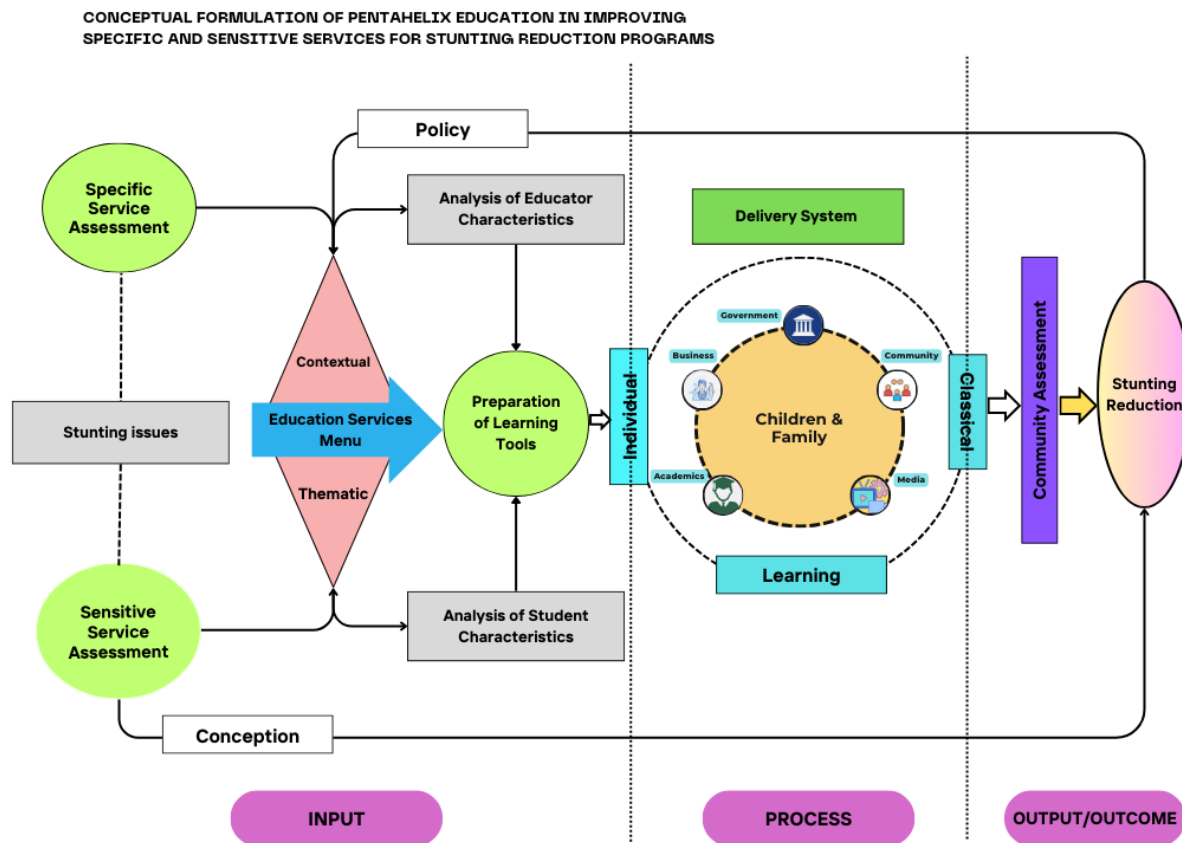 CONCEPTUAL FORMULATION OF PENTAHELIX EDUCATION IN IMPROVING
SPECIFIC AND SENSITIVE SERVICES FOR STUNTING REDUCTION PROGRAMS
Policy
Specific
Service
Assessment
Analysis of Educator
Characteristics
Delivery System
Contextual
Education Services
Menu
Thematic
Stunting issues
Preparation
of Learning
Tools
Individual
Government
Business
Community
Children &
Family
Academics
Media
Classical
Learning
Community Assessment
Stunting
Reduction
Sensitive
Service
Assessment
Analysis of Student
Characteristics
Conception
INPUT
PROCESS
OUTPUT/OUTCOME